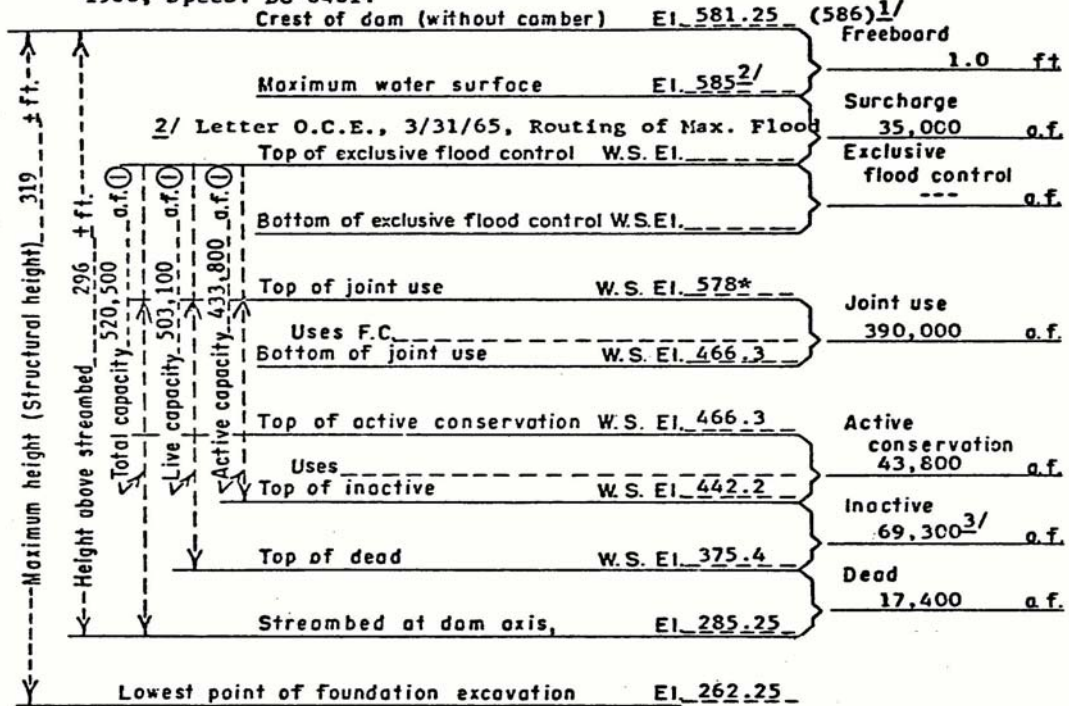 Crest of dam (without camber) El. 581.25 (586)1/
Freeboard
1.0 ft
Maximum water surface El. 585 2/
Surcharge
35,000 a.f.
2/ Letter O.C.E., 3/31/65, Routing of Max. Flood
Top of exclusive flood control W.S. El.
Exclusive
flood control
--- a.f.
Bottom of exclusive flood control W.S.El.
Top of joint use W.S. El. 578*
Joint use
390,000 a.f.
Uses F.C.
Bottom of joint use W.S. El. 466.3
Top of active conservation W.S. El. 466.3
Active
conservation
43,800 a.f.
Uses
Top of inactive W.S. El. 442.2
Inactive
69,300 3/ a.f.
Top of dead W.S. El. 375.4
Dead
17,400 a.f.
Streambed at dam axis, El. 285.25
Lowest point of foundation excavation El. 262.25
Maximum height (Structural height) 319 ± ft.
Height above streambed 296 ± ft.
Total capacity 520,500 a.f. ①
Live capacity 503,100 a.f. ①
Active capacity 433,800 a.f. ①